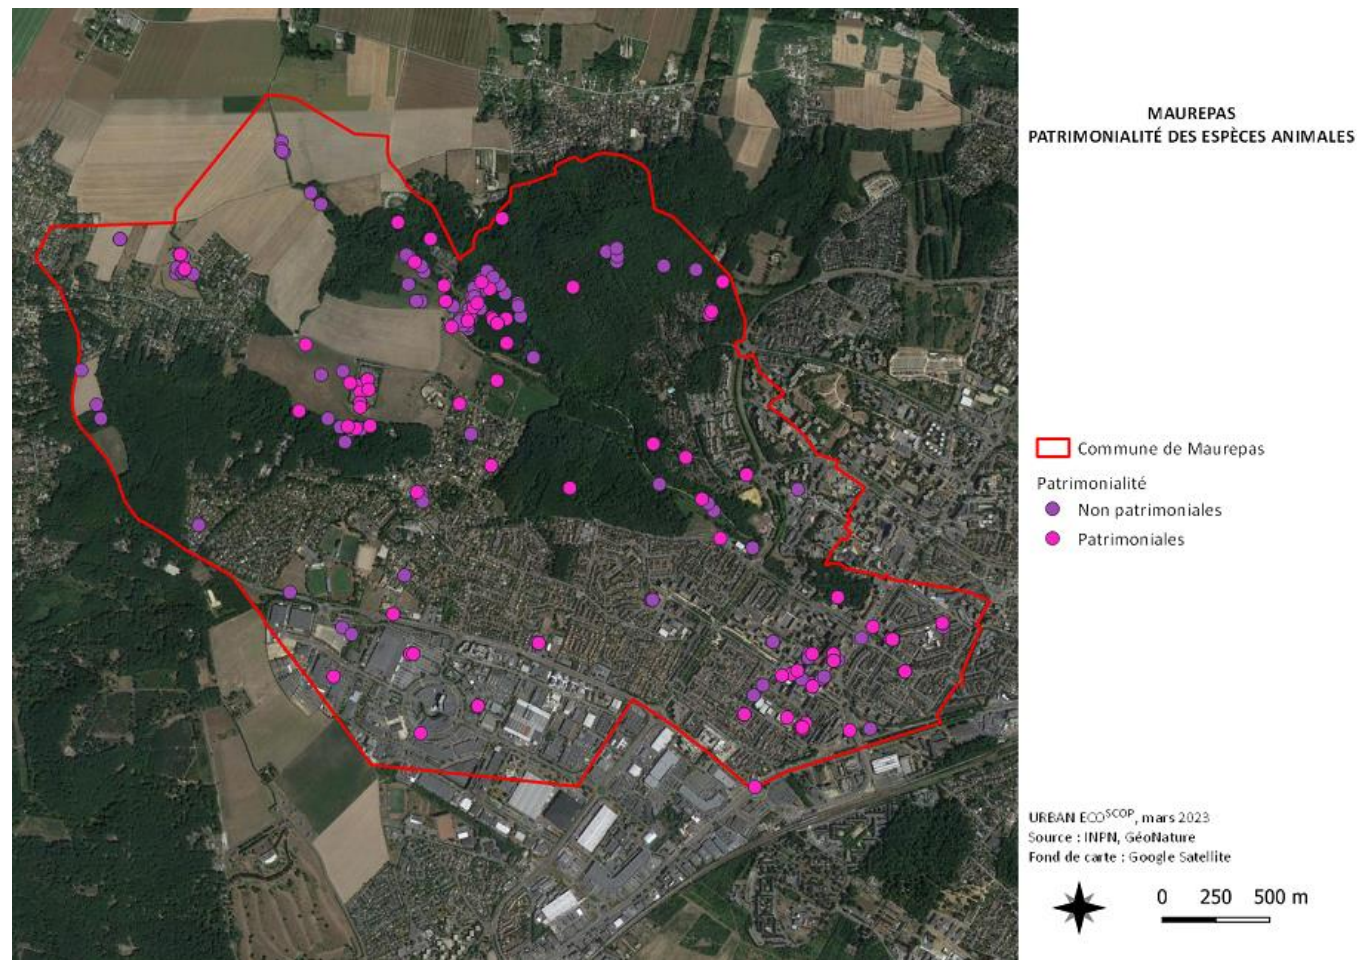 MAUREPAS
PATRIMONIALITÉ DES ESPÈCES ANIMALES
Commune de Maurepas
Patrimonialité
Non patrimoniales
Patrimoniales
URBAN ECOSCOP, mars 2023
Source : INPN, GéoNature
Fond de carte : Google Satellite
0 250 500 m